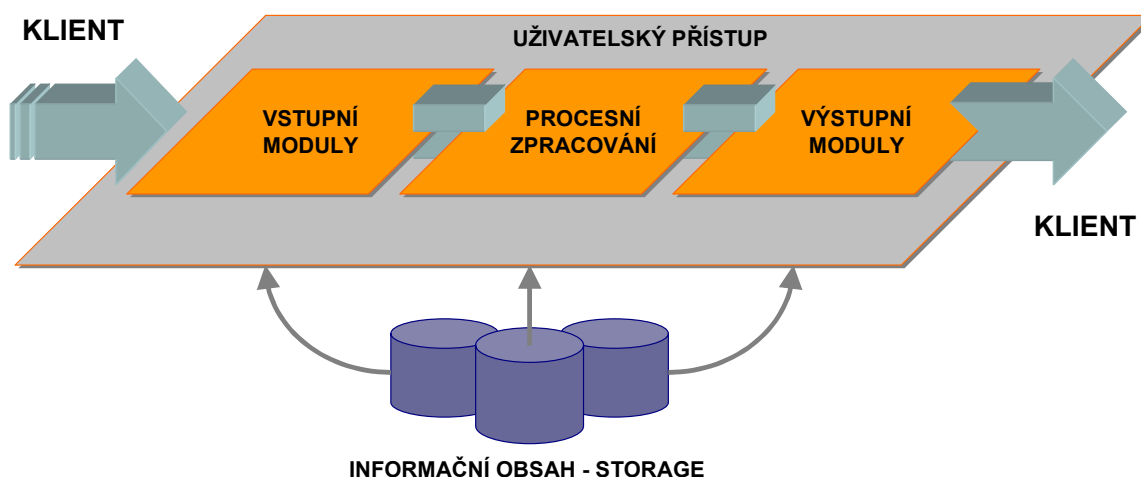 KLIENT
UŽIVATELSKÝ PŘÍSTUP
VSTUPNÍ
MODULY
PROCESNÍ
ZPRACOVÁNÍ
VÝSTUPNÍ
MODULY
KLIENT
INFORMAČNÍ OBSAH - STORAGE